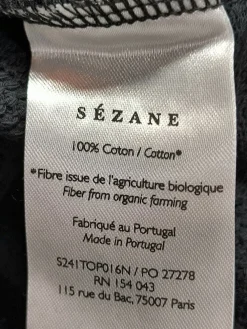 SÉZANE
100% Coton / Cotton*
*Fibre issue de l'agriculture biologique
Fiber from organic farming
Fabriqué au Portugal
Made in Portugal
S241TOP016N / PO 27278
RN 154 043
115 rue du Bac, 75007 Paris